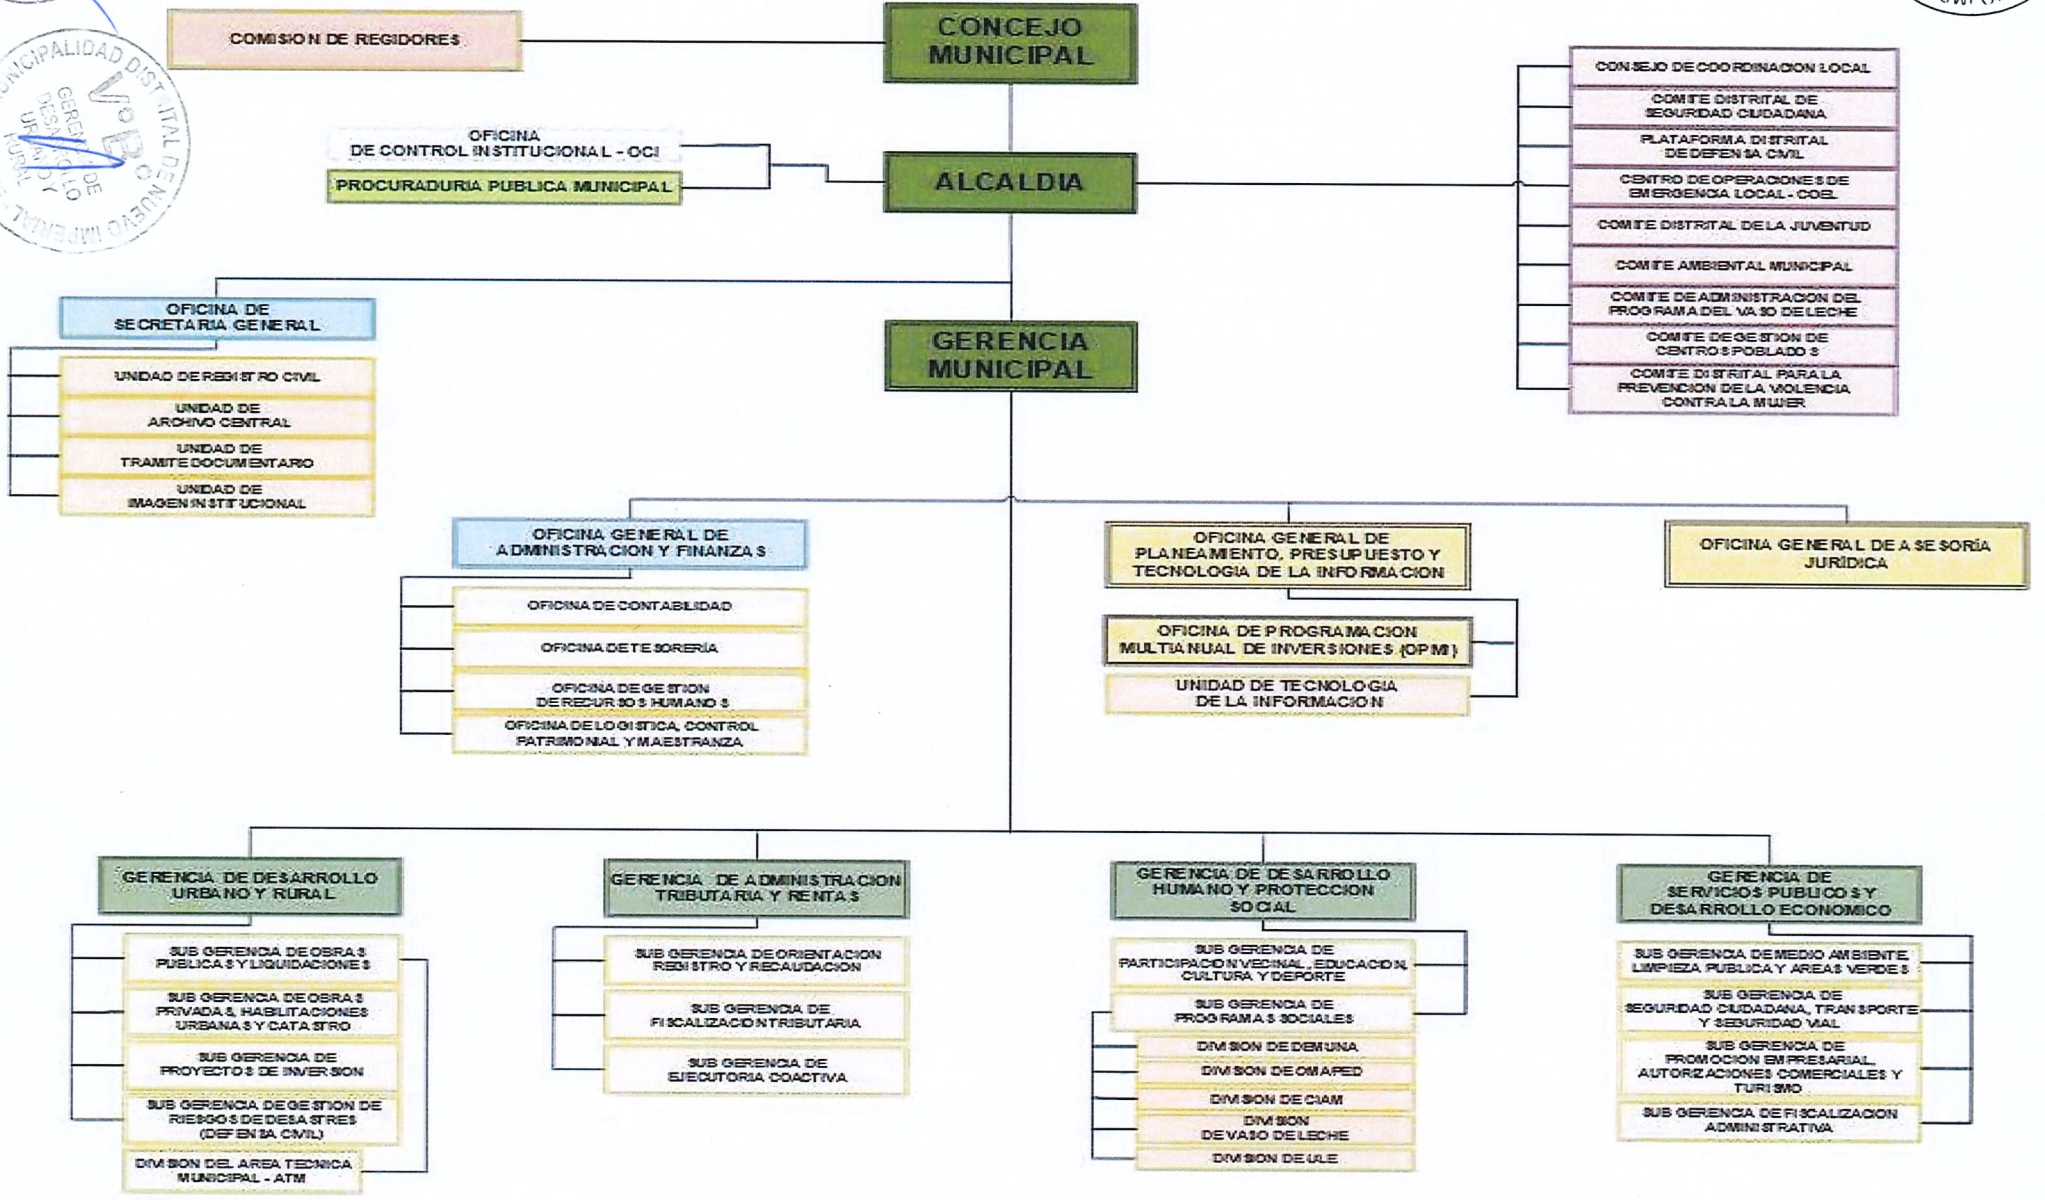 COMISION DE REGIDORES
CONCEJO
MUNICIPAL
MUNICIPALIDAD DISTRITAL DE NUEVO IMPERIAL
VºBº
GERENCIA DE
DESARROLLO
URBANO Y
RURAL
OFICINA
DE CONTROL INSTITUCIONAL - OCI
PROCURADURIA PUBLICA MUNICIPAL
ALCALDIA
CONSEJO DE COORDINACION LOCAL
COMITE DISTRITAL DE
SEGURIDAD CIUDADANA
PLATAFORMA DISTRITAL
DE DEFENSA CIVIL
CENTRO DE OPERACIONES DE
EMERGENCIA LOCAL - COEL
COMITE DISTRITAL DE LA JUVENTUD
COMITE AMBIENTAL MUNICIPAL
COMITE DE ADMINISTRACION DEL
PROGRAMA DEL VASO DE LECHE
COMITE DE GESTION DE
CENTROS POBLADOS
COMITE DISTRITAL PARA LA
PREVENCION DE LA VIOLENCIA
CONTRA LA MUJER
OFICINA DE
SECRETARIA GENERAL
UNIDAD DE REGISTRO CIVIL
UNIDAD DE
ARCHIVO CENTRAL
UNIDAD DE
TRAMITE DOCUMENTARIO
UNIDAD DE
IMAGEN INSTITUCIONAL
GERENCIA
MUNICIPAL
OFICINA GENERAL DE
ADMINISTRACION Y FINANZAS
OFICINA DE CONTABILIDAD
OFICINA DE TESORERÍA
OFICINA DE GESTION
DE RECURSOS HUMANOS
OFICINA DE LOGISTICA, CONTROL
PATRIMONIAL Y MAESTRANZA
OFICINA GENERAL DE
PLANEAMIENTO, PRESUPUESTO Y
TECNOLOGIA DE LA INFORMACION
OFICINA DE PROGRAMACION
MULTIANUAL DE INVERSIONES (OPMI)
UNIDAD DE TECNOLOGIA
DE LA INFORMACION
OFICINA GENERAL DE ASESORÍA
JURÍDICA
GERENCIA DE DESARROLLO
URBANO Y RURAL
SUB GERENCIA DE OBRAS
PUBLICAS Y LIQUIDACIONES
SUB GERENCIA DE OBRAS
PRIVADAS, HABILITACIONES
URBANAS Y CATASTRO
SUB GERENCIA DE
PROYECTOS DE INVERSION
SUB GERENCIA DE GESTION DE
RIESGOS DE DESASTRES
(DEFENSA CIVIL)
DIVISION DEL AREA TECNICA
MUNICIPAL - ATM
GERENCIA DE ADMINISTRACION
TRIBUTARIA Y RENTAS
SUB GERENCIA DE ORIENTACION
REGISTRO Y RECAUDACION
SUB GERENCIA DE
FISCALIZACION TRIBUTARIA
SUB GERENCIA DE
EJECUTORIA COACTIVA
GERENCIA DE DESARROLLO
HUMANO Y PROTECCION
SOCIAL
SUB GERENCIA DE
PARTICIPACION VECINAL, EDUCACION,
CULTURA Y DEPORTE
SUB GERENCIA DE
PROGRAMAS SOCIALES
DIVISION DE DEMUNA
DIVISION DE OMAPED
DIVISION DE CIAM
DIVISION
DE VASO DE LECHE
DIVISION DE ULE
GERENCIA DE
SERVICIOS PUBLICOS Y
DESARROLLO ECONOMICO
SUB GERENCIA DE MEDIO AMBIENTE,
LIMPIEZA PUBLICA Y AREAS VERDES
SUB GERENCIA DE
SEGURIDAD CIUDADANA, TRANSPORTE
Y SEGURIDAD VIAL
SUB GERENCIA DE
PROMOCION EMPRESARIAL,
AUTORIZACIONES COMERCIALES Y
TURISMO
SUB GERENCIA DE FISCALIZACION
ADMINISTRATIVA